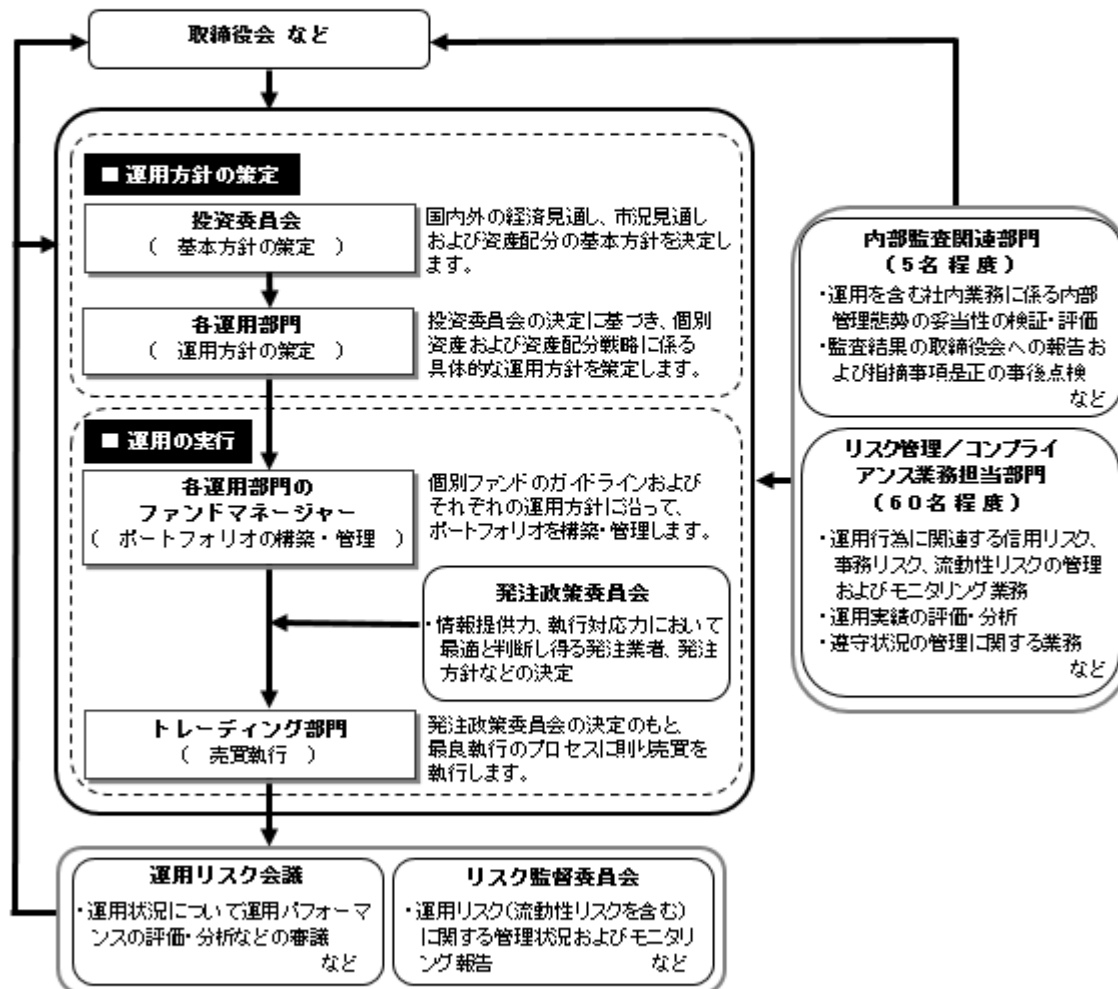 取締役会 など
■ 運用方針の策定
投資委員会
( 基本方針の策定 )
国内外の経済見通し、市況見通し
および資産配分の基本方針を決定し
ます。
各運用部門
( 運用方針の策定 )
投資委員会の決定に基づき、個別
資産および資産配分戦略に係る
具体的な運用方針を策定します。
■ 運用の実行
各運用部門の
ファンドマネージャー
( ポートフォリオの構築・管理 )
個別ファンドのガイドラインおよび
それぞれの運用方針に沿って、
ポートフォリオを構築・管理します。
発注政策委員会
・情報提供力、執行対応力において
最適と判断し得る発注業者、発注
方針などの決定
トレーディング部門
( 売買執行 )
発注政策委員会の決定のもと、
最良執行のプロセスに則り売買を
執行します。
内部監査関連部門
(5名程度)
・運用を含む社内業務に係る内部
管理態勢の妥当性の検証・評価
・監査結果の取締役会への報告お
よび指摘事項是正の事後点検
など
リスク管理/コンプライ
アンス業務担当部門
(60名程度)
・運用行為に関連する信用リスク、
事務リスク、流動性リスクの管理
およびモニタリング業務
・運用実績の評価・分析
・遵守状況の管理に関する業務
など
運用リスク会議
・運用状況について運用パフォーマ
ンスの評価・分析などの審議
など
リスク監督委員会
・運用リスク(流動性リスクを含む)
に関する管理状況およびモニタリ
ング報告 など